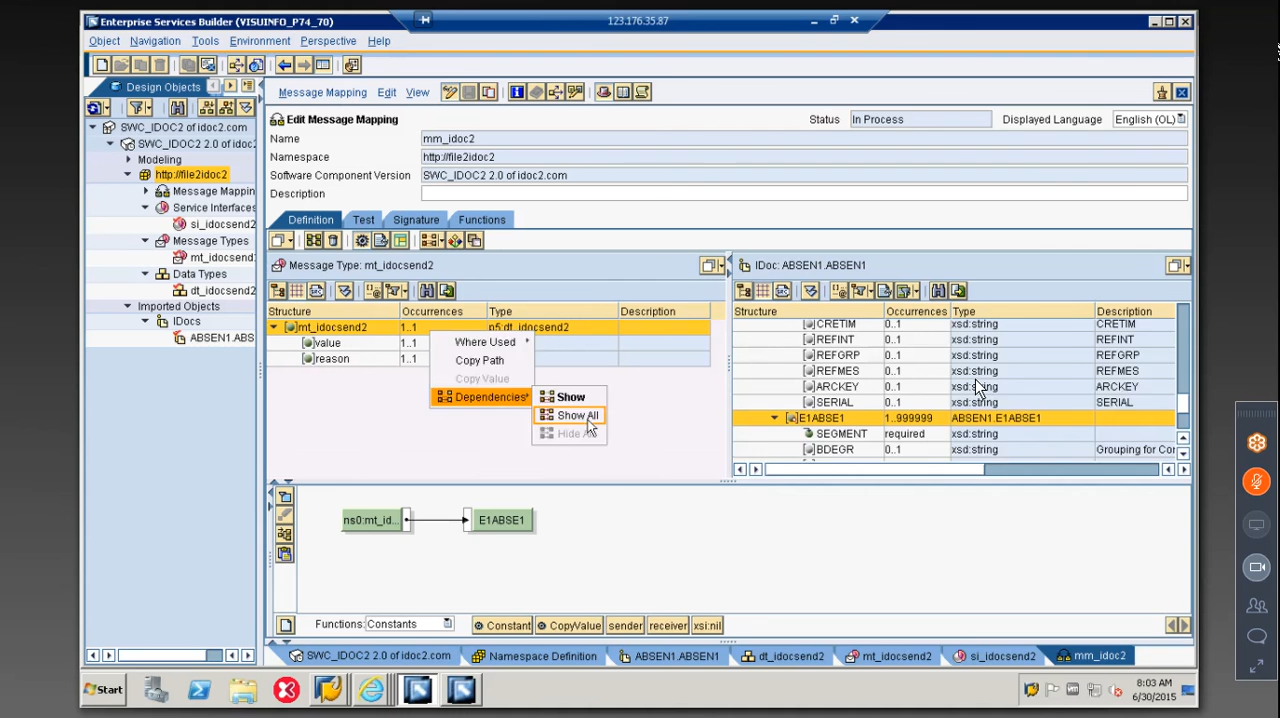 Enterprise Services Builder (VISUINFO_P74_70)
123.176.35.87
Object Navigation Tools Environment Perspective Help
Design Objects
Message Mapping Edit View
SWC_IDOC2 of idoc2.com
SWC_IDOC2 2.0 of idoc2
Modeling
http://file2idoc2
Message Mappin
Service Interfaces
si_idocsend2
Message Types
mt_idocsend2
Data Types
dt_idocsend2
Imported Objects
IDocs
ABSEN1.ABS
Edit Message Mapping
Status In Process Displayed Language English (OL)
Name mm_idoc2
Namespace http://file2idoc2
Software Component Version SWC_IDOC2 2.0 of idoc2.com
Description
Definition Test Signature Functions
Message Type: mt_idocsend2
Structure Occurrences Type Description
mt_idocsend2 1..1 p5:dt_idocsend2
value 1..1
reason 1..1
Where Used
Copy Path
Copy Value
Dependencies
Show
Show All
IDoc: ABSEN1.ABSEN1
Structure Occurrences Type Description
CRETIM 0..1 xsd:string CRETIM
REFINT 0..1 xsd:string REFINT
REFGRP 0..1 xsd:string REFGRP
REFMES 0..1 xsd:string REFMES
ARCKEY 0..1 xsd:string ARCKEY
SERIAL 0..1 xsd:string SERIAL
E1ABSE1 1..999999 ABSEN1.E1ABSE1
SEGMENT required xsd:string
BDEGR 0..1 xsd:string Grouping for Cor
ns0:mt_id... E1ABSE1
Functions: Constants Constant CopyValue sender receiver xsi:nil
SWC_IDOC2 2.0 of idoc2.com Namespace Definition ABSEN1.ABSEN1 dt_idocsend2 mt_idocsend2 si_idocsend2 mm_idoc2
Start
8:03 AM
6/30/2015